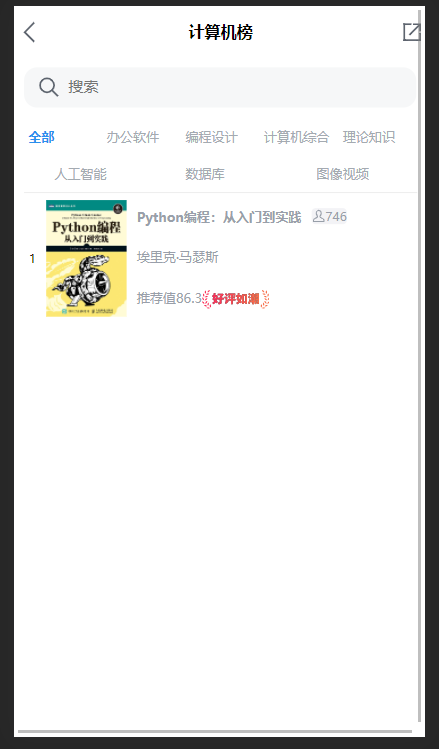 计算机榜
搜索
全部 办公软件 编程设计 计算机综合 理论知识
人工智能 数据库 图像视频
Python编程：从入门到实践 746
1
Python编程
从入门到实践
埃里克·马瑟斯
推荐值86.3 好评如潮